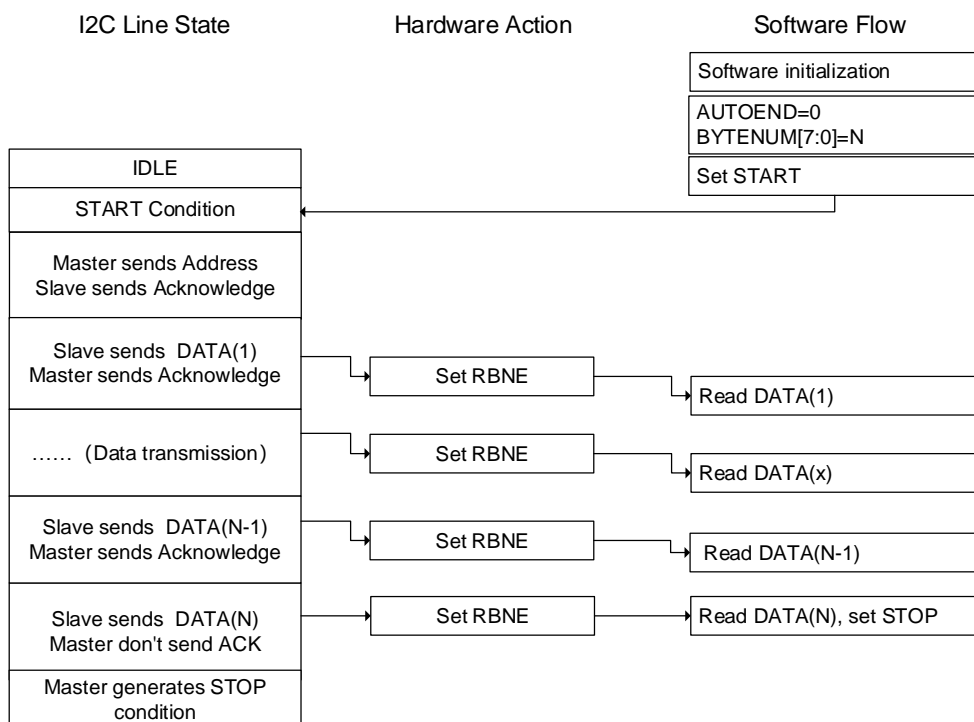 I2C Line State
Hardware Action
Software Flow
Software initialization
AUTOEND=0
BYTENUM[7:0]=N
IDLE
Set START
START Condition
Master sends Address
Slave sends Acknowledge
Slave sends DATA(1)
Master sends Acknowledge
Set RBNE
Read DATA(1)
...... (Data transmission)
Set RBNE
Read DATA(x)
Slave sends DATA(N-1)
Master sends Acknowledge
Set RBNE
Read DATA(N-1)
Slave sends DATA(N)
Master don't send ACK
Set RBNE
Read DATA(N), set STOP
Master generates STOP
condition